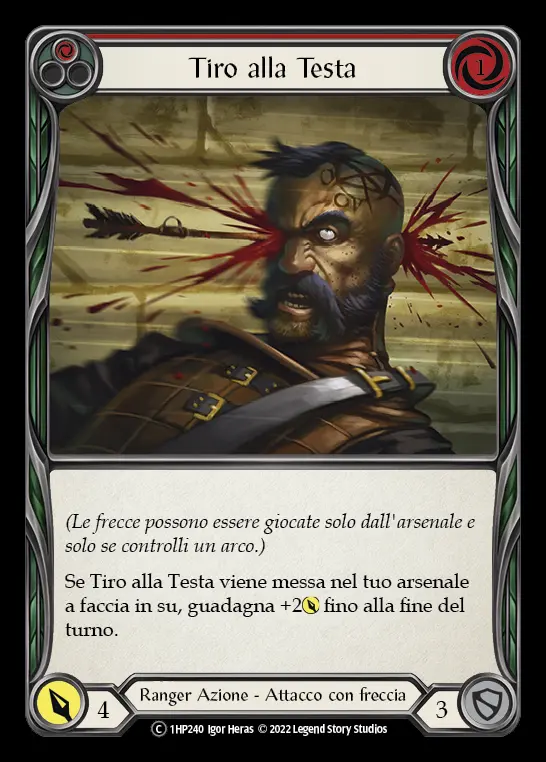 Tiro alla Testa
1
(Le frecce possono essere giocate solo dall'arsenale e
solo se controlli un arco.)
Se Tiro alla Testa viene messa nel tuo arsenale
a faccia in su, guadagna +2 fino alla fine del
turno.
Ranger Azione - Attacco con freccia
4
3
C 1HP240 Igor Heras © 2022 Legend Story Studios